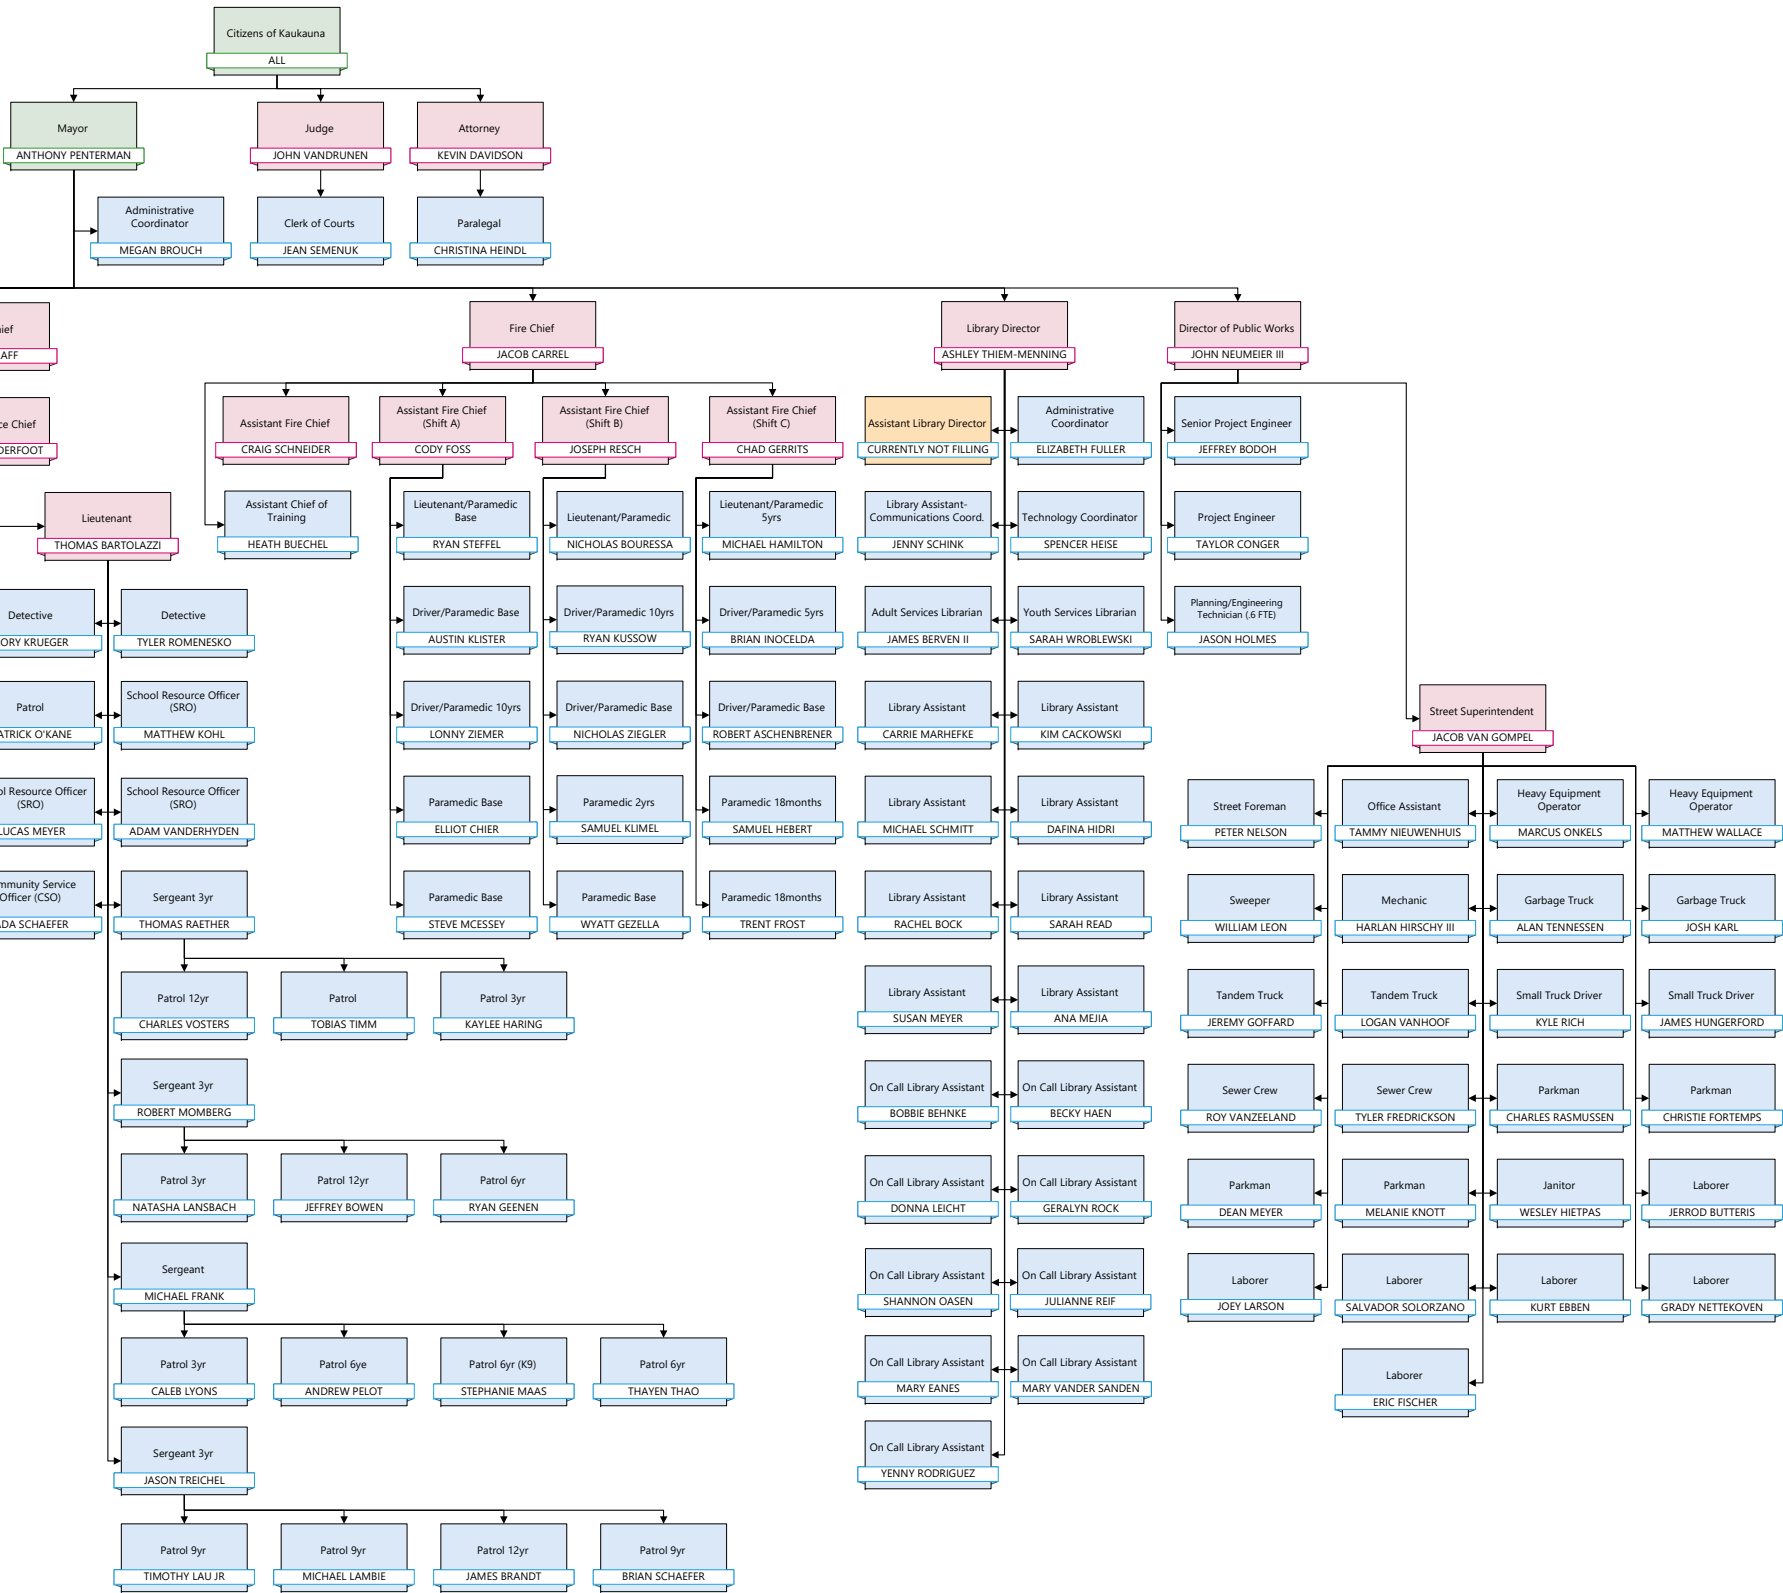 Citizens of Kaukauna
ALL
Mayor
ANTHONY PENTERMAN
Judge
JOHN VANDRUNEN
Attorney
KEVIN DAVIDSON
Administrative
Coordinator
MEGAN BROUCH
Clerk of Courts
JEAN SEMENUK
Paralegal
CHRISTINA HEINDL
Fire Chief
JACOB CARREL
Library Director
ASHLEY THIEM-MENNING
Director of Public Works
JOHN NEUMEIER III
Chief
Assistant Fire Chief
CRAIG SCHNEIDER
Assistant Fire Chief
(Shift A)
CODY FOSS
Assistant Fire Chief
(Shift B)
JOSEPH RESCH
Assistant Fire Chief
(Shift C)
CHAD GERRITS
Assistant Library Director
CURRENTLY NOT FILLING
Administrative
Coordinator
ELIZABETH FULLER
Senior Project Engineer
JEFFREY BODOH
Lieutenant
THOMAS BARTOLAZZI
Assistant Chief of
Training
HEATH BUECHEL
Lieutenant/Paramedic
Base
RYAN STEFFEL
Lieutenant/Paramedic
NICHOLAS BOURESSA
Lieutenant/Paramedic
5yrs
MICHAEL HAMILTON
Library Assistant-
Communications Coord.
JENNY SCHINK
Technology Coordinator
SPENCER HEISE
Project Engineer
TAYLOR CONGER
Detective
KRUEGER
Detective
TYLER ROMENESKO
Driver/Paramedic Base
AUSTIN KLISTER
Driver/Paramedic 10yrs
RYAN KUSSOW
Driver/Paramedic 5yrs
BRIAN INOCELDA
Adult Services Librarian
JAMES BERVEN II
Youth Services Librarian
SARAH WROBLEWSKI
Planning/Engineering
Technician (.6 FTE)
JASON HOLMES
Patrol
O'KANE
School Resource Officer
(SRO)
MATTHEW KOHL
Driver/Paramedic 10yrs
LONNY ZIEMER
Driver/Paramedic Base
NICHOLAS ZIEGLER
Driver/Paramedic Base
ROBERT ASCHENBRENER
Library Assistant
CARRIE MARHEFKE
Library Assistant
KIM CACKOWSKI
Street Superintendent
JACOB VAN GOMPEL
Resource Officer
(SRO)
LUCAS MEYER
School Resource Officer
(SRO)
ADAM VANDERHYDEN
Paramedic Base
ELLIOT CHIER
Paramedic 2yrs
SAMUEL KLIMEL
Paramedic 18months
SAMUEL HEBERT
Library Assistant
MICHAEL SCHMITT
Library Assistant
DAFINA HIDRI
Street Foreman
PETER NELSON
Office Assistant
TAMMY NIEUWENHUIS
Heavy Equipment
Operator
MARCUS ONKELS
Heavy Equipment
Operator
MATTHEW WALLACE
Service
Officer (CSO)
SCHAEFER
Sergeant 3yr
THOMAS RAETHER
Paramedic Base
STEVE MCESSEY
Paramedic Base
WYATT GEZELLA
Paramedic 18months
TRENT FROST
Library Assistant
RACHEL BOCK
Library Assistant
SARAH READ
Sweeper
WILLIAM LEON
Mechanic
HARLAN HIRSCHY III
Garbage Truck
ALAN TENNESSEN
Garbage Truck
JOSH KARL
Patrol 12yr
CHARLES VOSTERS
Patrol
TOBIAS TIMM
Patrol 3yr
KAYLEE HARING
Library Assistant
SUSAN MEYER
Library Assistant
ANA MEJIA
Tandem Truck
JEREMY GOFFARD
Tandem Truck
LOGAN VANHOOF
Small Truck Driver
KYLE RICH
Small Truck Driver
JAMES HUNGERFORD
Sergeant 3yr
ROBERT MOMBERG
On Call Library Assistant
BOBBIE BEHNKE
On Call Library Assistant
BECKY HAEN
Sewer Crew
ROY VANZEELAND
Sewer Crew
TYLER FREDRICKSON
Parkman
CHARLES RASMUSSEN
Parkman
CHRISTIE FORTEMPS
Patrol 3yr
NATASHA LANSBACH
Patrol 12yr
JEFFREY BOWEN
Patrol 6yr
RYAN GEENEN
On Call Library Assistant
DONNA LEICHT
On Call Library Assistant
GERALYN ROCK
Parkman
DEAN MEYER
Parkman
MELANIE KNOTT
Janitor
WESLEY HIETPAS
Laborer
JERROD BUTTERIS
Sergeant
MICHAEL FRANK
On Call Library Assistant
SHANNON OASEN
On Call Library Assistant
JULIANNE REIF
Laborer
JOEY LARSON
Laborer
SALVADOR SOLORZANO
Laborer
KURT EBBEN
Laborer
GRADY NETTEKOVEN
Patrol 3yr
CALEB LYONS
Patrol 6ye
ANDREW PELOT
Patrol 6yr (K9)
STEPHANIE MAAS
Patrol 6yr
THAYEN THAO
On Call Library Assistant
MARY EANES
On Call Library Assistant
MARY VANDER SANDEN
Laborer
ERIC FISCHER
Sergeant 3yr
JASON TREICHEL
On Call Library Assistant
YENNY RODRIGUEZ
Patrol 9yr
TIMOTHY LAU JR
Patrol 9yr
MICHAEL LAMBIE
Patrol 12yr
JAMES BRANDT
Patrol 9yr
BRIAN SCHAEFER